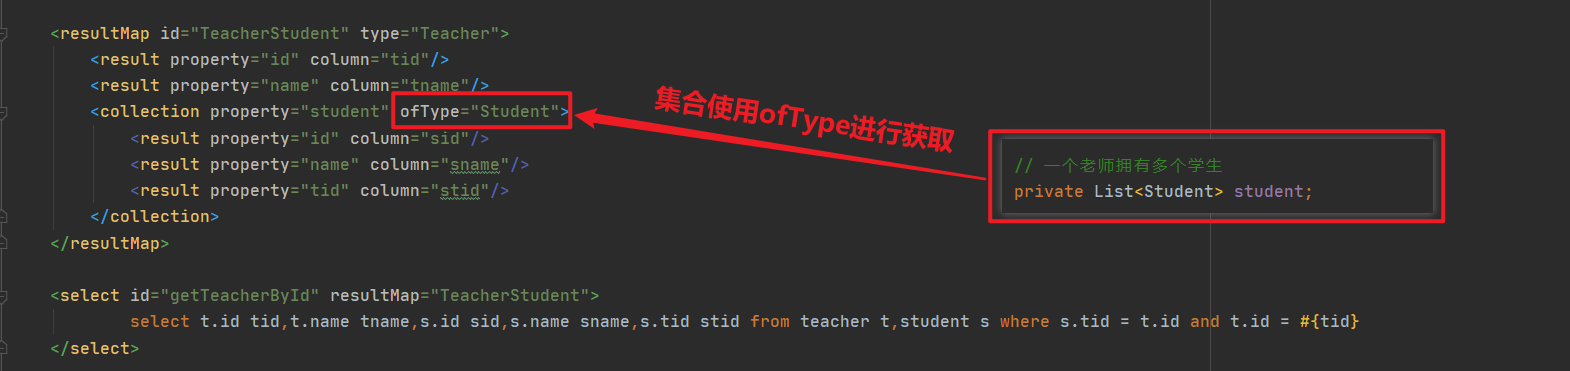 <resultMap id="TeacherStudent" type="Teacher">
<result property="id" column="tid"/>
<result property="name" column="tname"/>
<collection property="student" ofType="Student">
<result property="id" column="sid"/>
<result property="name" column="sname"/>
<result property="tid" column="stid"/>
</collection>
</resultMap>
集合使用ofType进行获取
// 一个老师拥有多个学生
private List<Student> student;
<select id="getTeacherById" resultMap="TeacherStudent">
select t.id tid,t.name tname,s.id sid,s.name sname,s.tid stid from teacher t,student s where s.tid = t.id and t.id = #{tid}
</select>